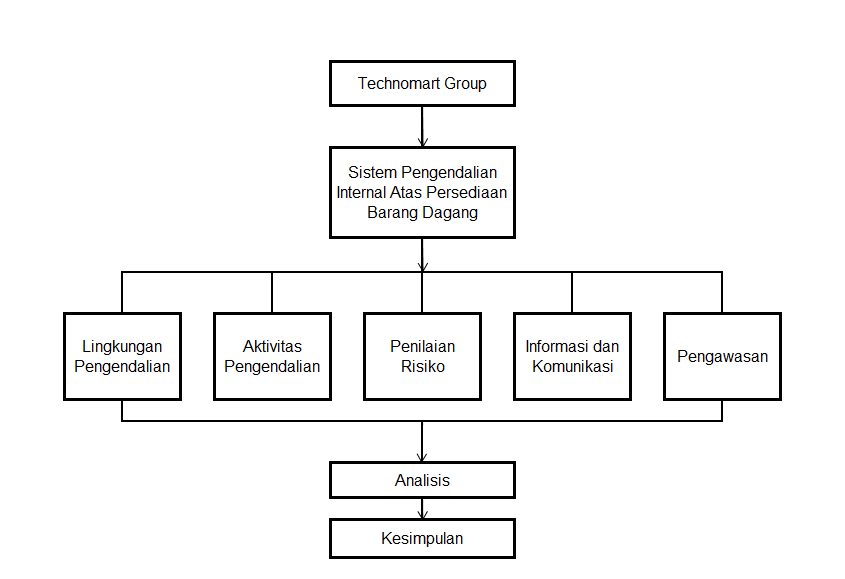 Technomart Group
Sistem Pengendalian
Internal Atas Persediaan
Barang Dagang
Lingkungan
Pengendalian
Aktivitas
Pengendalian
Penilaian
Risiko
Informasi dan
Komunikasi
Pengawasan
Analisis
Kesimpulan